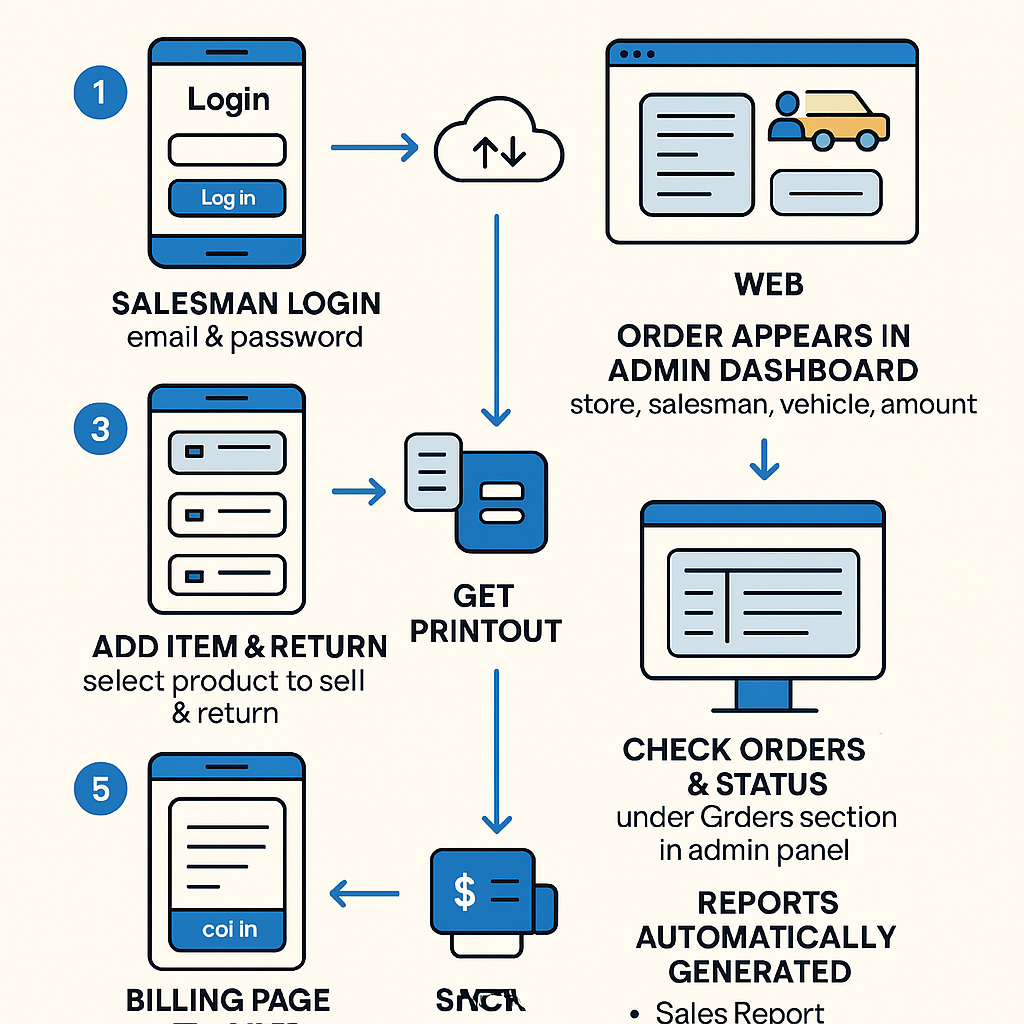 1
Login
Log in
SALESMAN LOGIN
email & password
3
ADD ITEM & RETURN
select product to sell
& return
5
coi in
BILLING PAGE
GET
PRINTOUT
$
WEB
ORDER APPEARS IN
ADMIN DASHBOARD
store, salesman, vehicle, amount
CHECK ORDERS
& STATUS
under Grders section
in admin panel
REPORTS
AUTOMATICALLY
GENERATED
• Sales Report